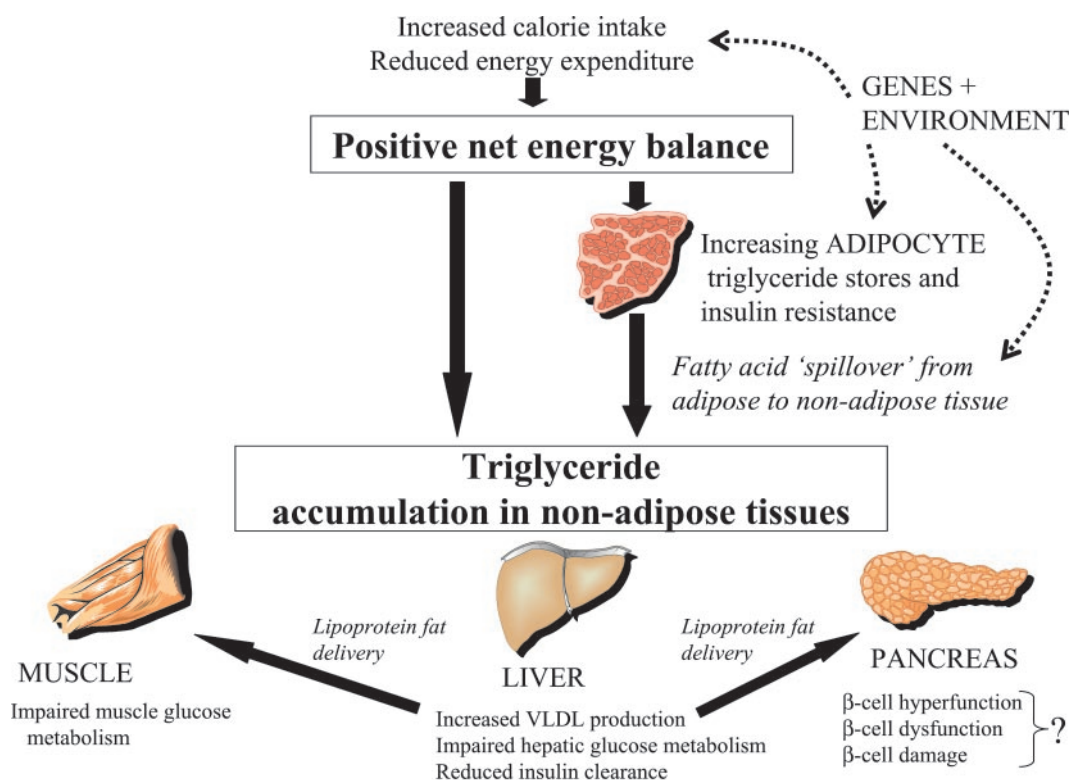 Increased calorie intake
Reduced energy expenditure
GENES +
ENVIRONMENT
Positive net energy balance
Increasing ADIPOCYTE
triglyceride stores and
insulin resistance
Fatty acid ‘spillover’ from
adipose to non-adipose tissue
Triglyceride
accumulation in non-adipose tissues
Lipoprotein fat
delivery
Lipoprotein fat
delivery
MUSCLE
Impaired muscle glucose
metabolism
LIVER
Increased VLDL production
Impaired hepatic glucose metabolism
Reduced insulin clearance
PANCREAS
β-cell hyperfunction
β-cell dysfunction
β-cell damage
?